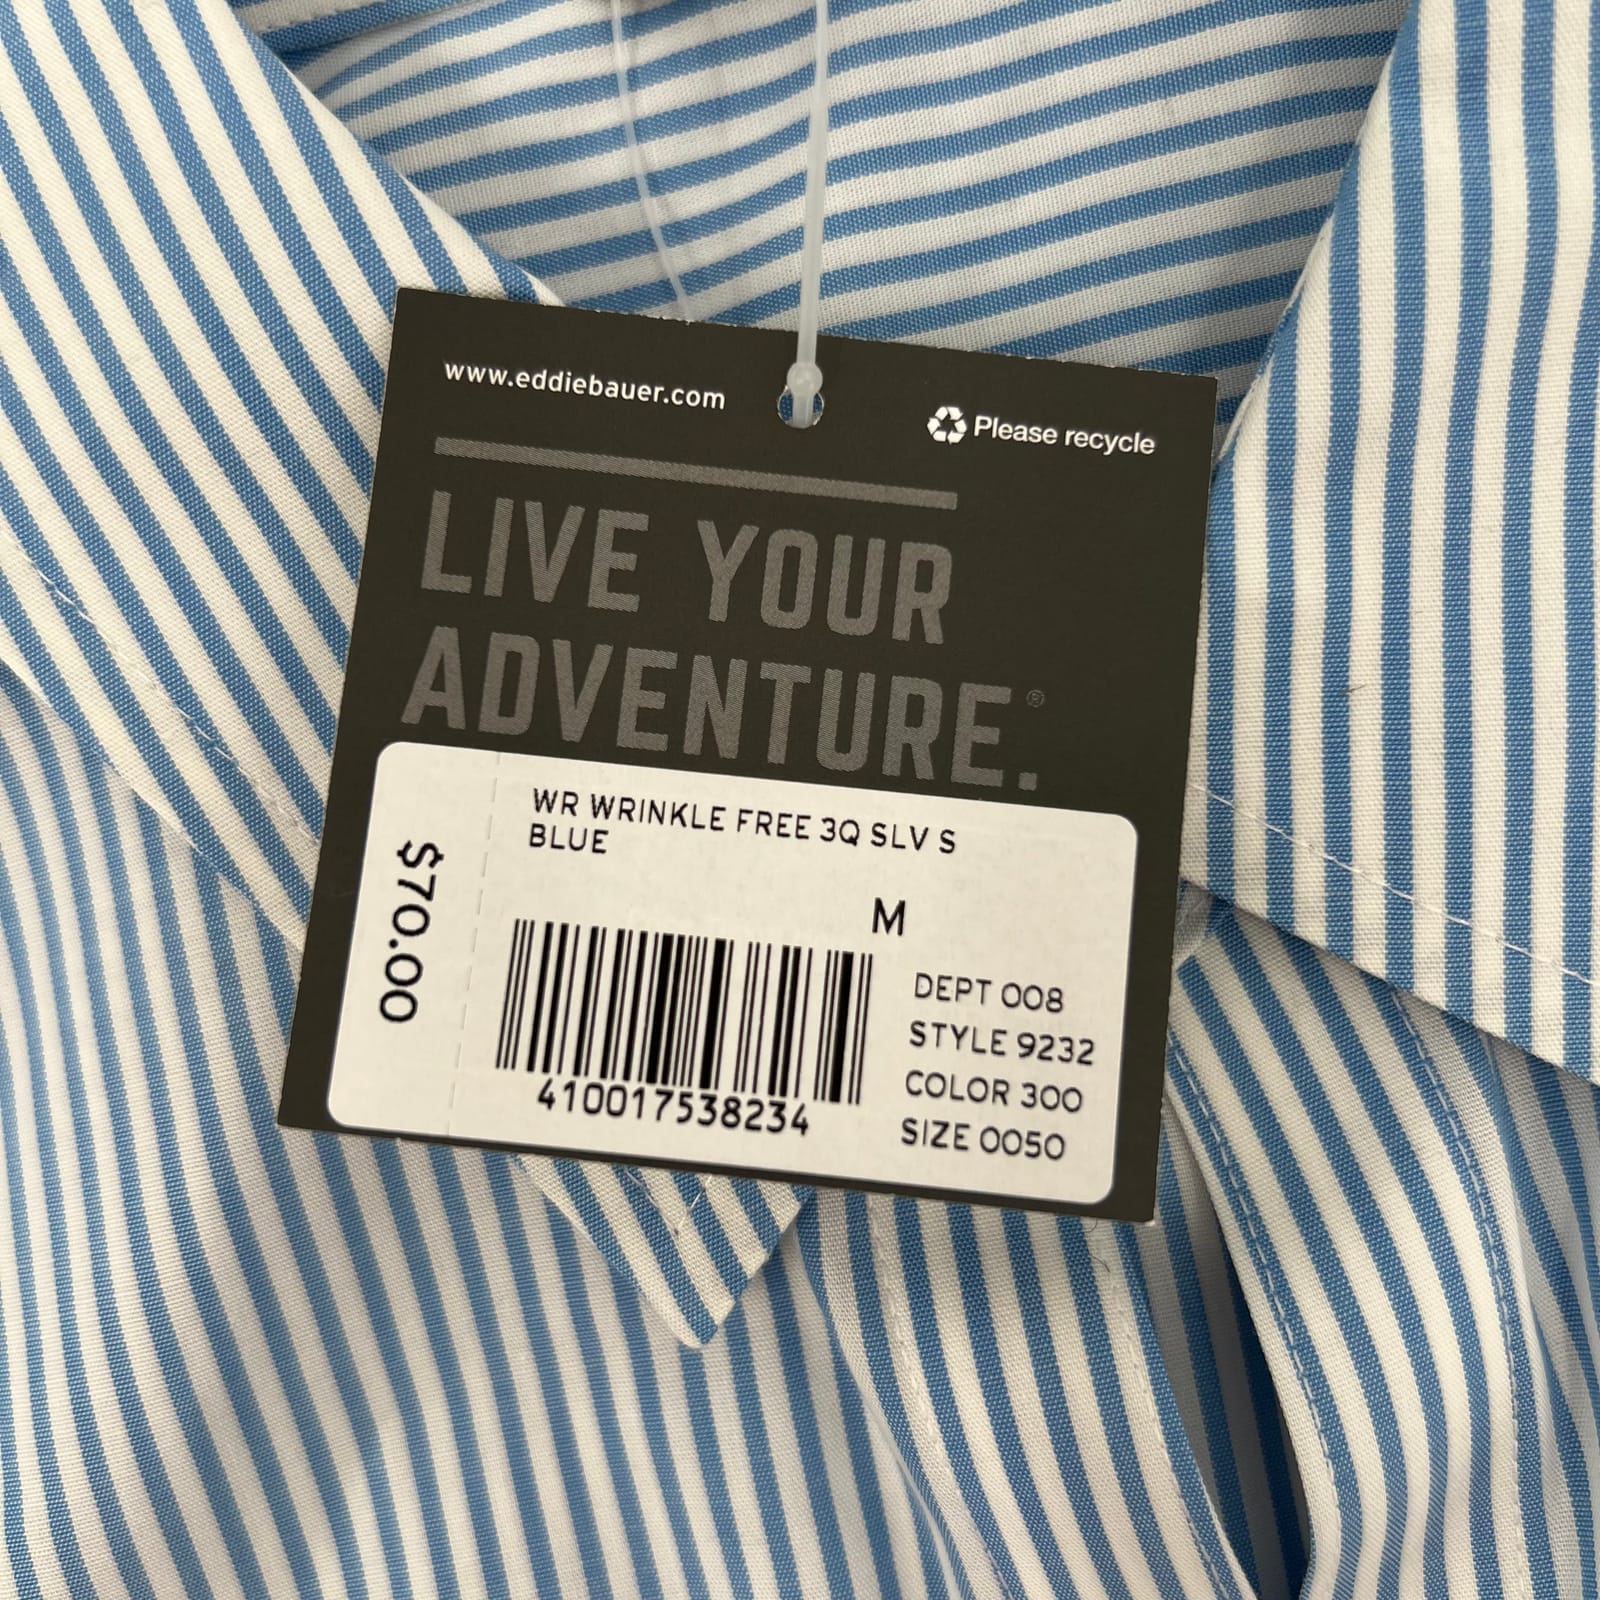 www.eddiebauer.com
Please recycle
LIVE YOUR
ADVENTURE.®
WR WRINKLE FREE 3Q SLV S
BLUE
$70.00
M
410017538234
DEPT 008
STYLE 9232
COLOR 300
SIZE 0050